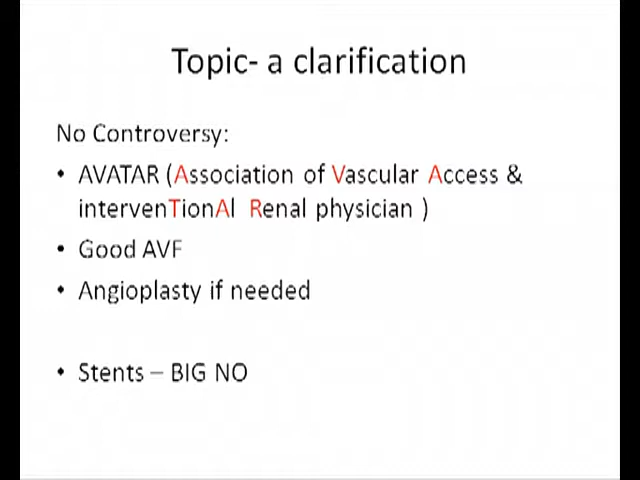 Topic- a clarification
No Controversy:
• AVATAR (Association of Vascular Access &
intervenTionAl Renal physician )
• Good AVF
• Angioplasty if needed
• Stents – BIG NO